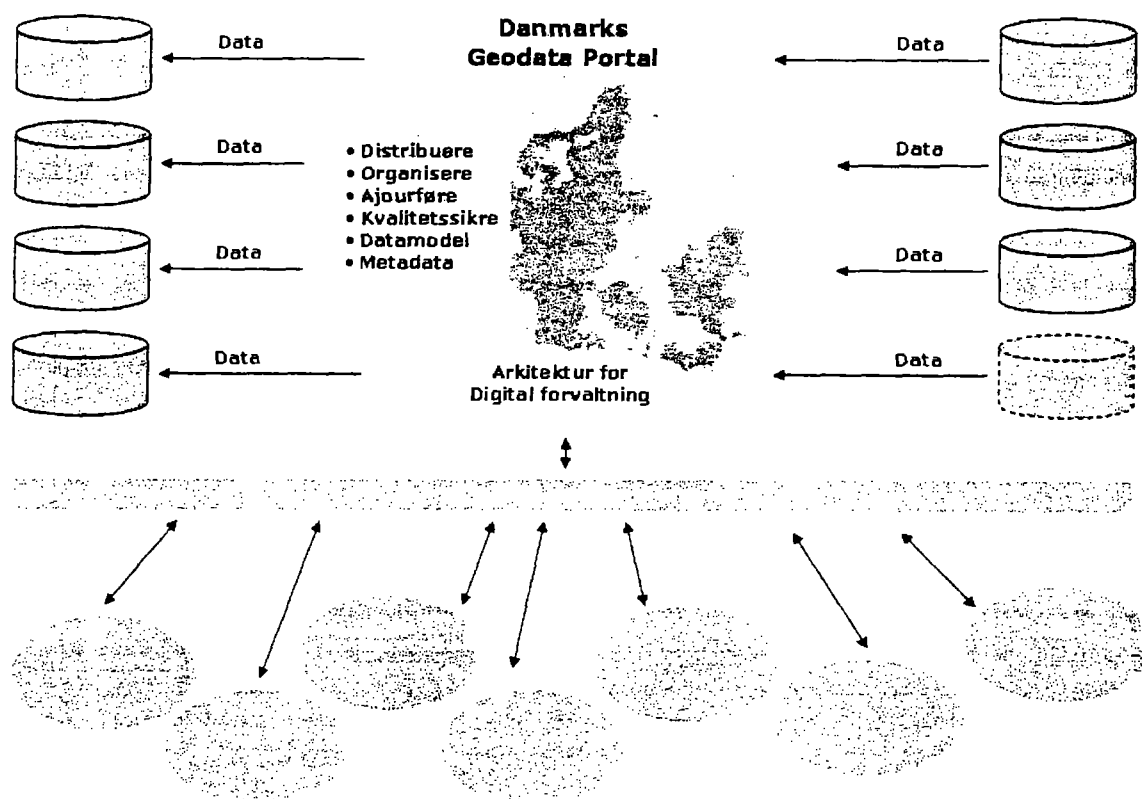 Danmarks
Geodata Portal
Data
Data
Data
Data
• Distribuere
• Organisere
• Ajourføre
• Kvalitetssikre
• Datamodel
• Metadata
Data
Data
Data
Data
Arkitektur for
Digital forvaltning